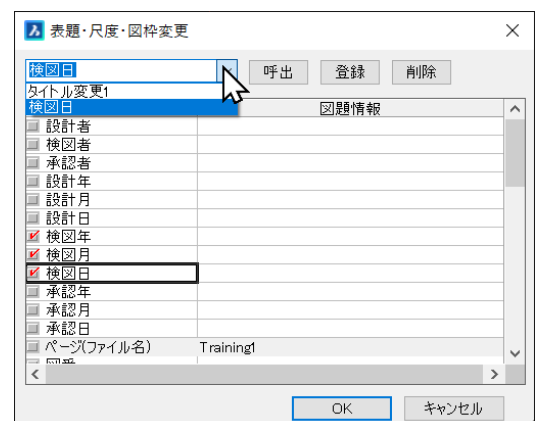 表題・尺度・図枠変更
検図日 呼出 登録 削除
タイトル変更1
検図日
図題情報
設計者
検図者
承認者
設計年
設計月
設計日
検図年
検図月
検図日
承認年
承認月
承認日
ページ(ファイル名) Training1
図番
OK キャンセル